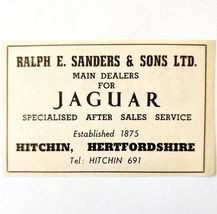 RALPH E. SANDERS & SONS LTD.
MAIN DEALERS
FOR
JAGUAR
SPECIALISED AFTER SALES SERVICE
Established 1875
HITCHIN, HERTFORDSHIRE
Tel: HITCHIN 691